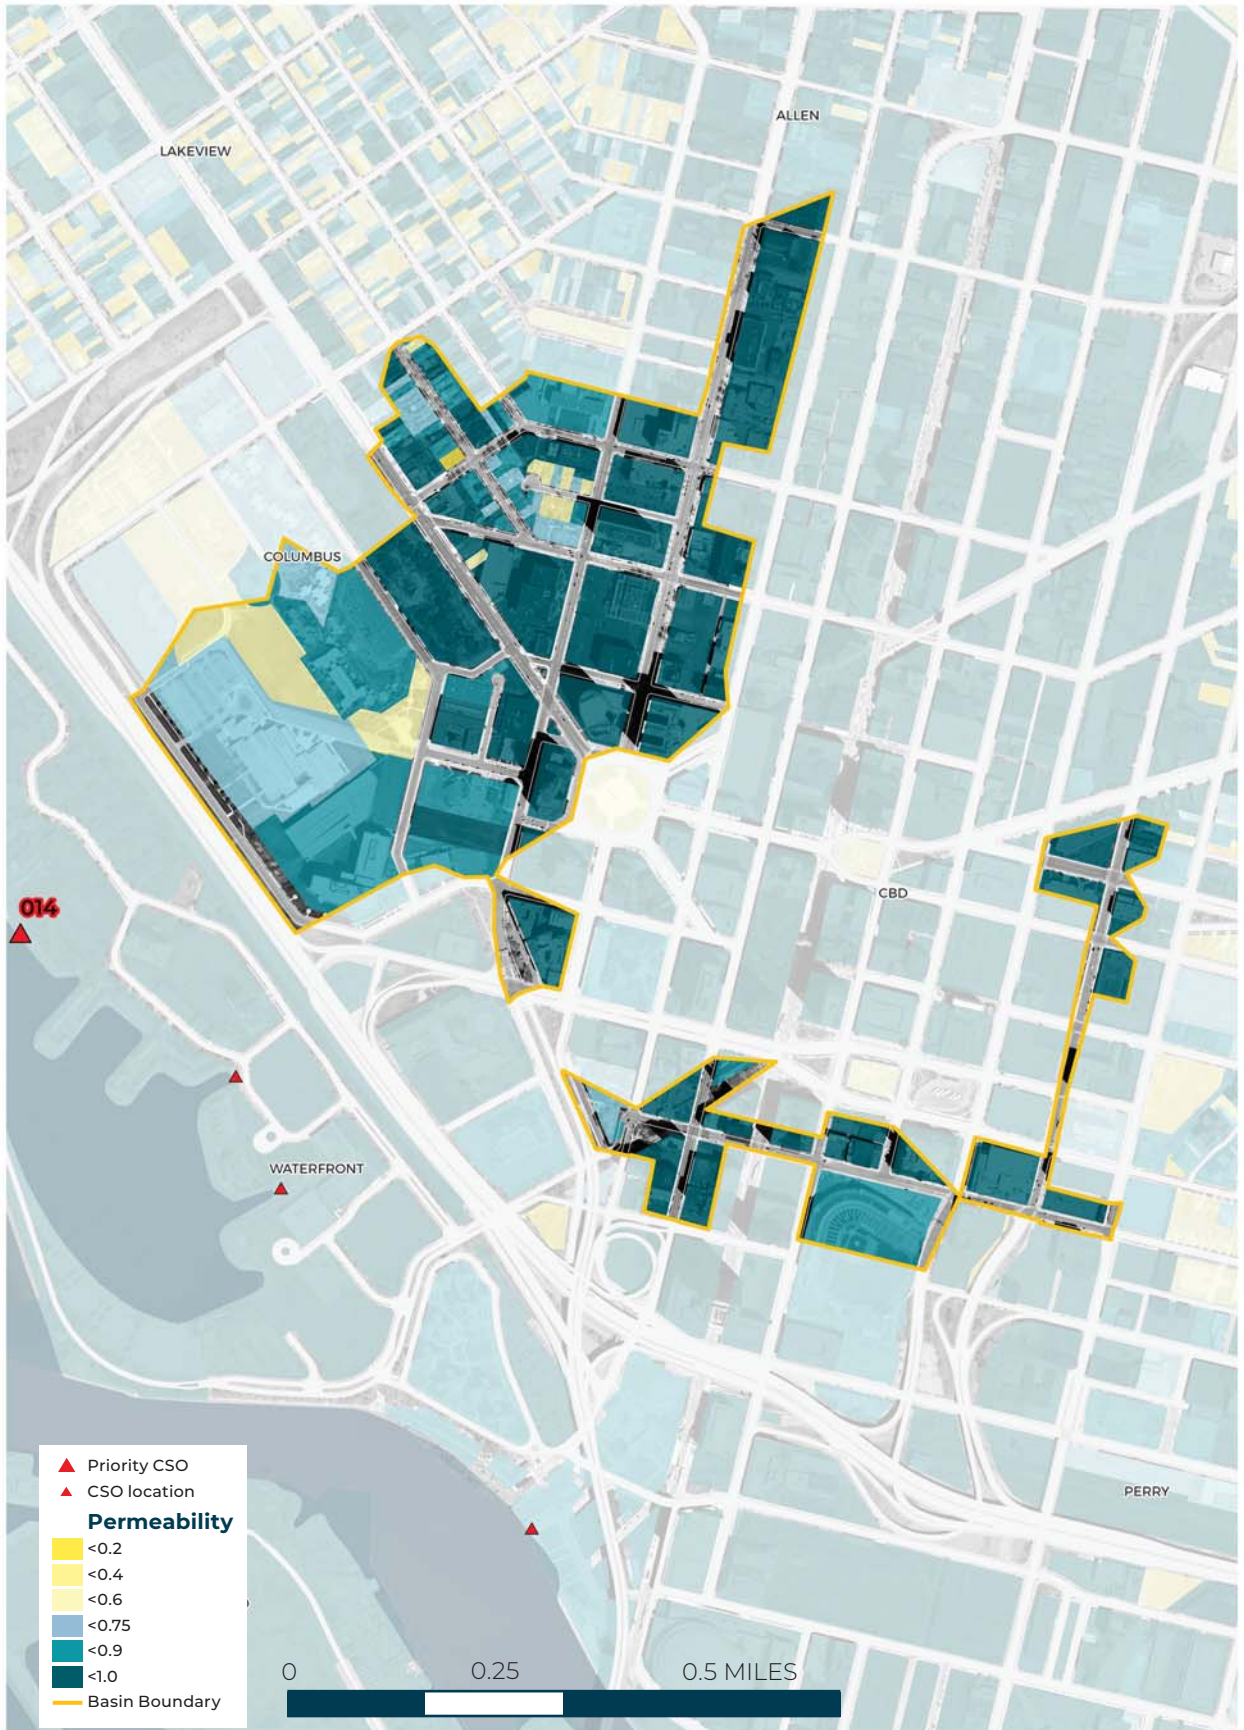 ALLEN
LAKEVIEW
COLUMBUS
CBD
014
WATERFRONT
PERRY
Priority CSO
CSO location
Permeability
<0.2
<0.4
<0.6
<0.75
<0.9
<1.0
Basin Boundary
0 0.25 0.5 MILES